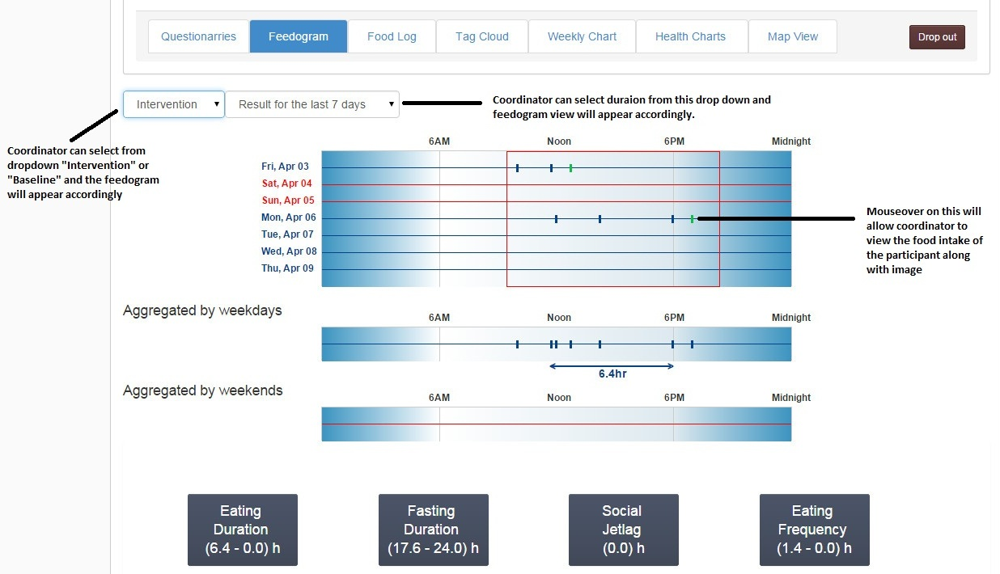 Questionarries Feedogram Food Log Tag Cloud Weekly Chart Health Charts Map View Drop out
Intervention Result for the last 7 days
Coordinator can select duraion from this drop down and
feedogram view will appear accordingly.
Coordinator can select from
dropdown "Intervention" or
"Baseline" and the feedogram
will appear accordingly
6AM Noon 6PM Midnight
Fri, Apr 03
Sat, Apr 04
Sun, Apr 05
Mon, Apr 06
Tue, Apr 07
Wed, Apr 08
Thu, Apr 09
Mouseover on this will
allow coordinator to
view the food intake of
the participant along
with image
Aggregated by weekdays
6AM Noon 6PM Midnight
6.4hr
Aggregated by weekends
6AM Noon 6PM Midnight
Eating
Duration
(6.4 - 0.0) h
Fasting
Duration
(17.6 - 24.0) h
Social
Jetlag
(0.0) h
Eating
Frequency
(1.4 - 0.0) h